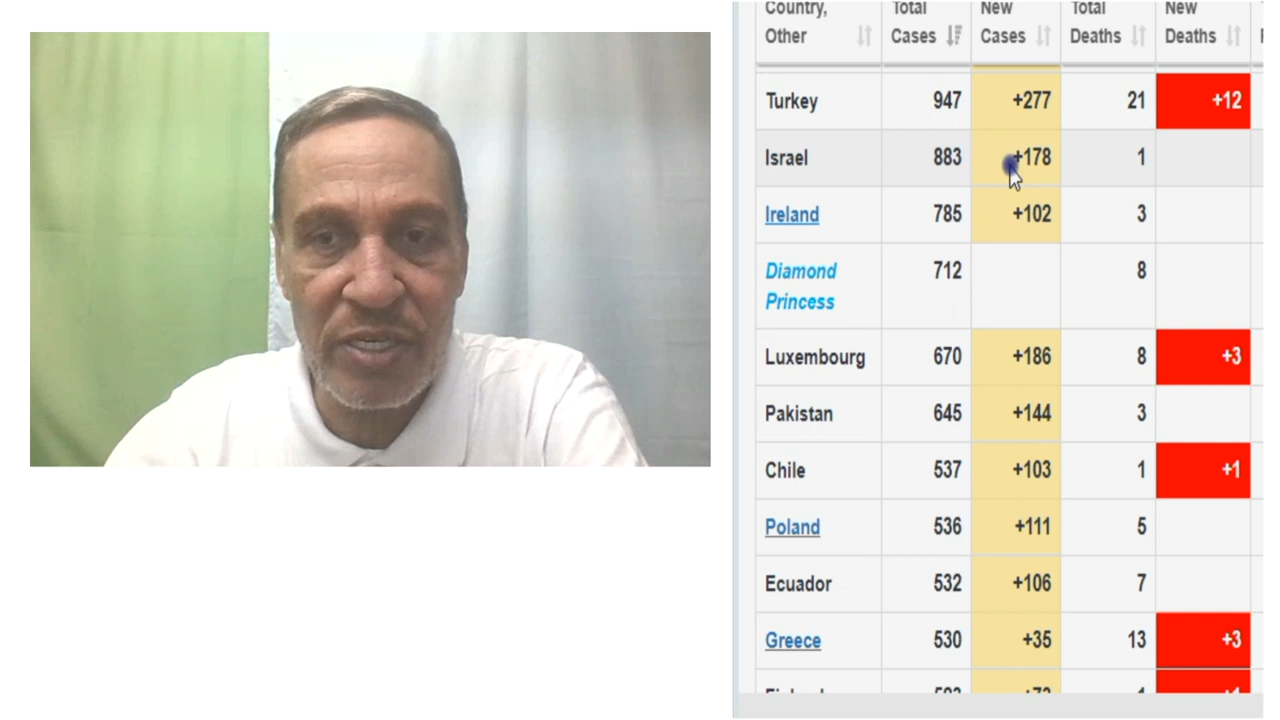 Country, Other Total Cases New Cases Total Deaths New Deaths
Turkey 947 +277 21 +12
Israel 883 +178 1
Ireland 785 +102 3
Diamond Princess 712 8
Luxembourg 670 +186 8 +3
Pakistan 645 +144 3
Chile 537 +103 1 +1
Poland 536 +111 5
Ecuador 532 +106 7
Greece 530 +35 13 +3